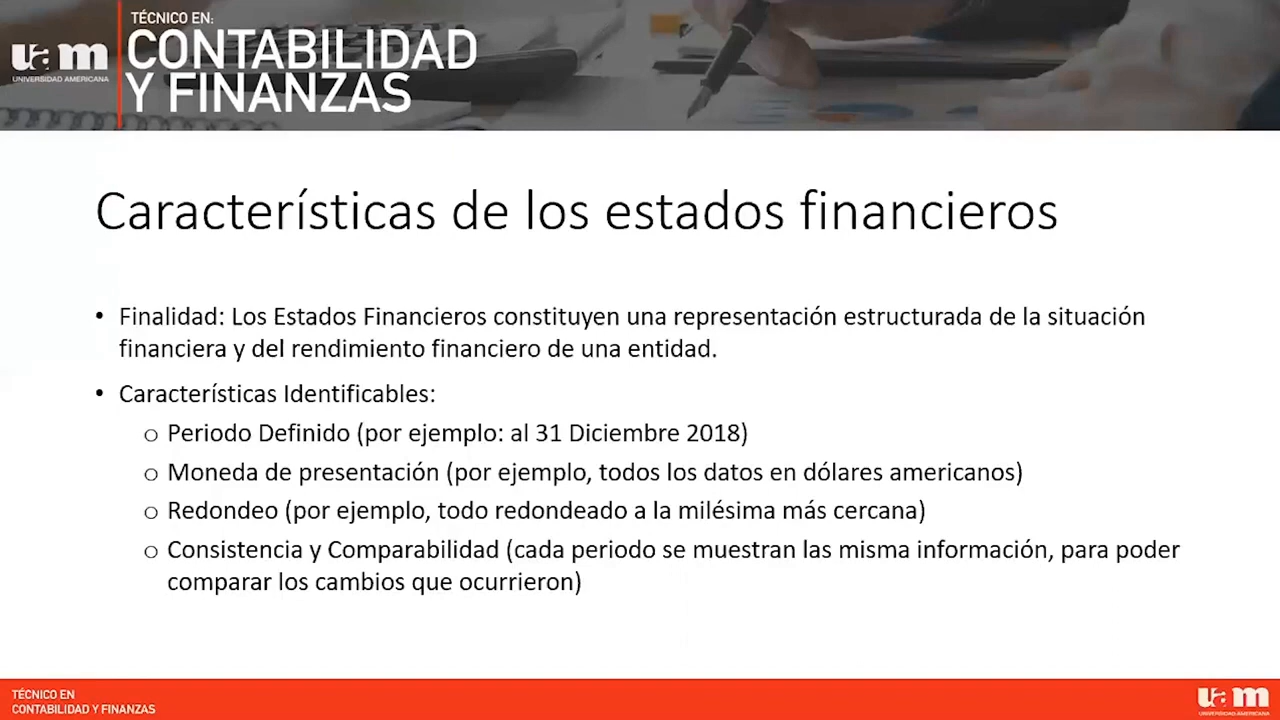 TÉCNICO EN:
uam
UNIVERSIDAD AMERICANA
CONTABILIDAD
Y FINANZAS
Características de los estados financieros
• Finalidad: Los Estados Financieros constituyen una representación estructurada de la situación
financiera y del rendimiento financiero de una entidad.
• Características Identificables:
o Periodo Definido (por ejemplo: al 31 Diciembre 2018)
o Moneda de presentación (por ejemplo, todos los datos en dólares americanos)
o Redondeo (por ejemplo, todo redondeado a la milésima más cercana)
o Consistencia y Comparabilidad (cada periodo se muestran las misma información, para poder
comparar los cambios que ocurrieron)
TÉCNICO EN
CONTABILIDAD Y FINANZAS
uam
UNIVERSIDAD AMERICANA